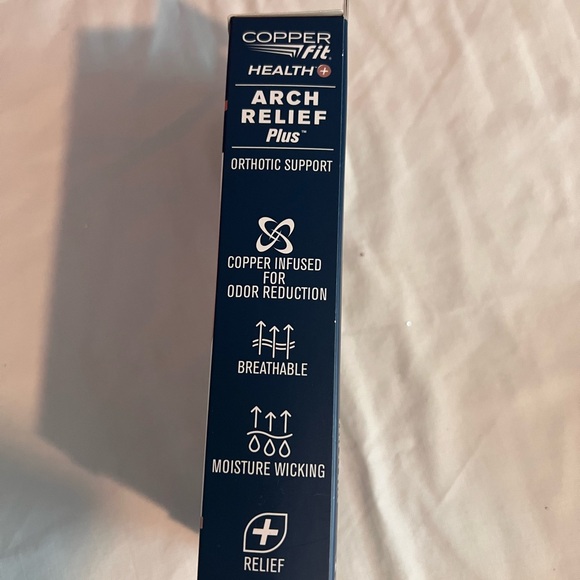 COPPER
fit®
HEALTH+
ARCH
RELIEF
Plus™
ORTHOTIC SUPPORT
COPPER INFUSED
FOR
ODOR REDUCTION
BREATHABLE
MOISTURE WICKING
RELIEF